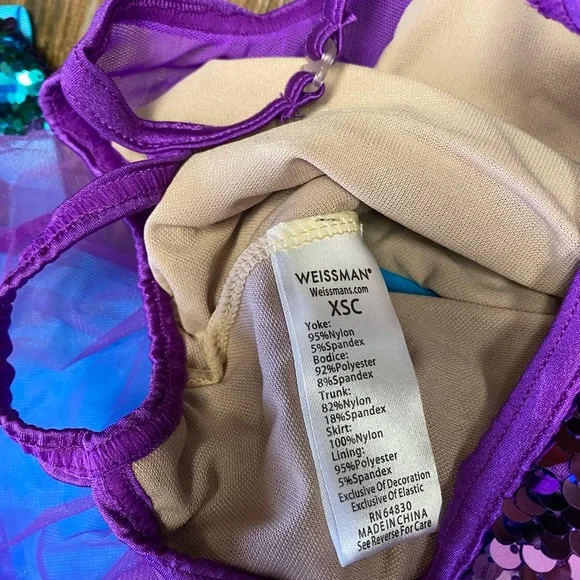 WEISSMAN®
Weissmans.com
XSC
Yoke:
95%Nylon
5%Spandex
Bodice:
92%Polyester
8%Spandex
Trunk:
82%Nylon
18%Spandex
Skirt:
100%Nylon
Lining:
95%Polyester
5%Spandex
Exclusive Of Decoration
Exclusive Of Elastic
RN64830
MADE IN CHINA
See Reverse For Care